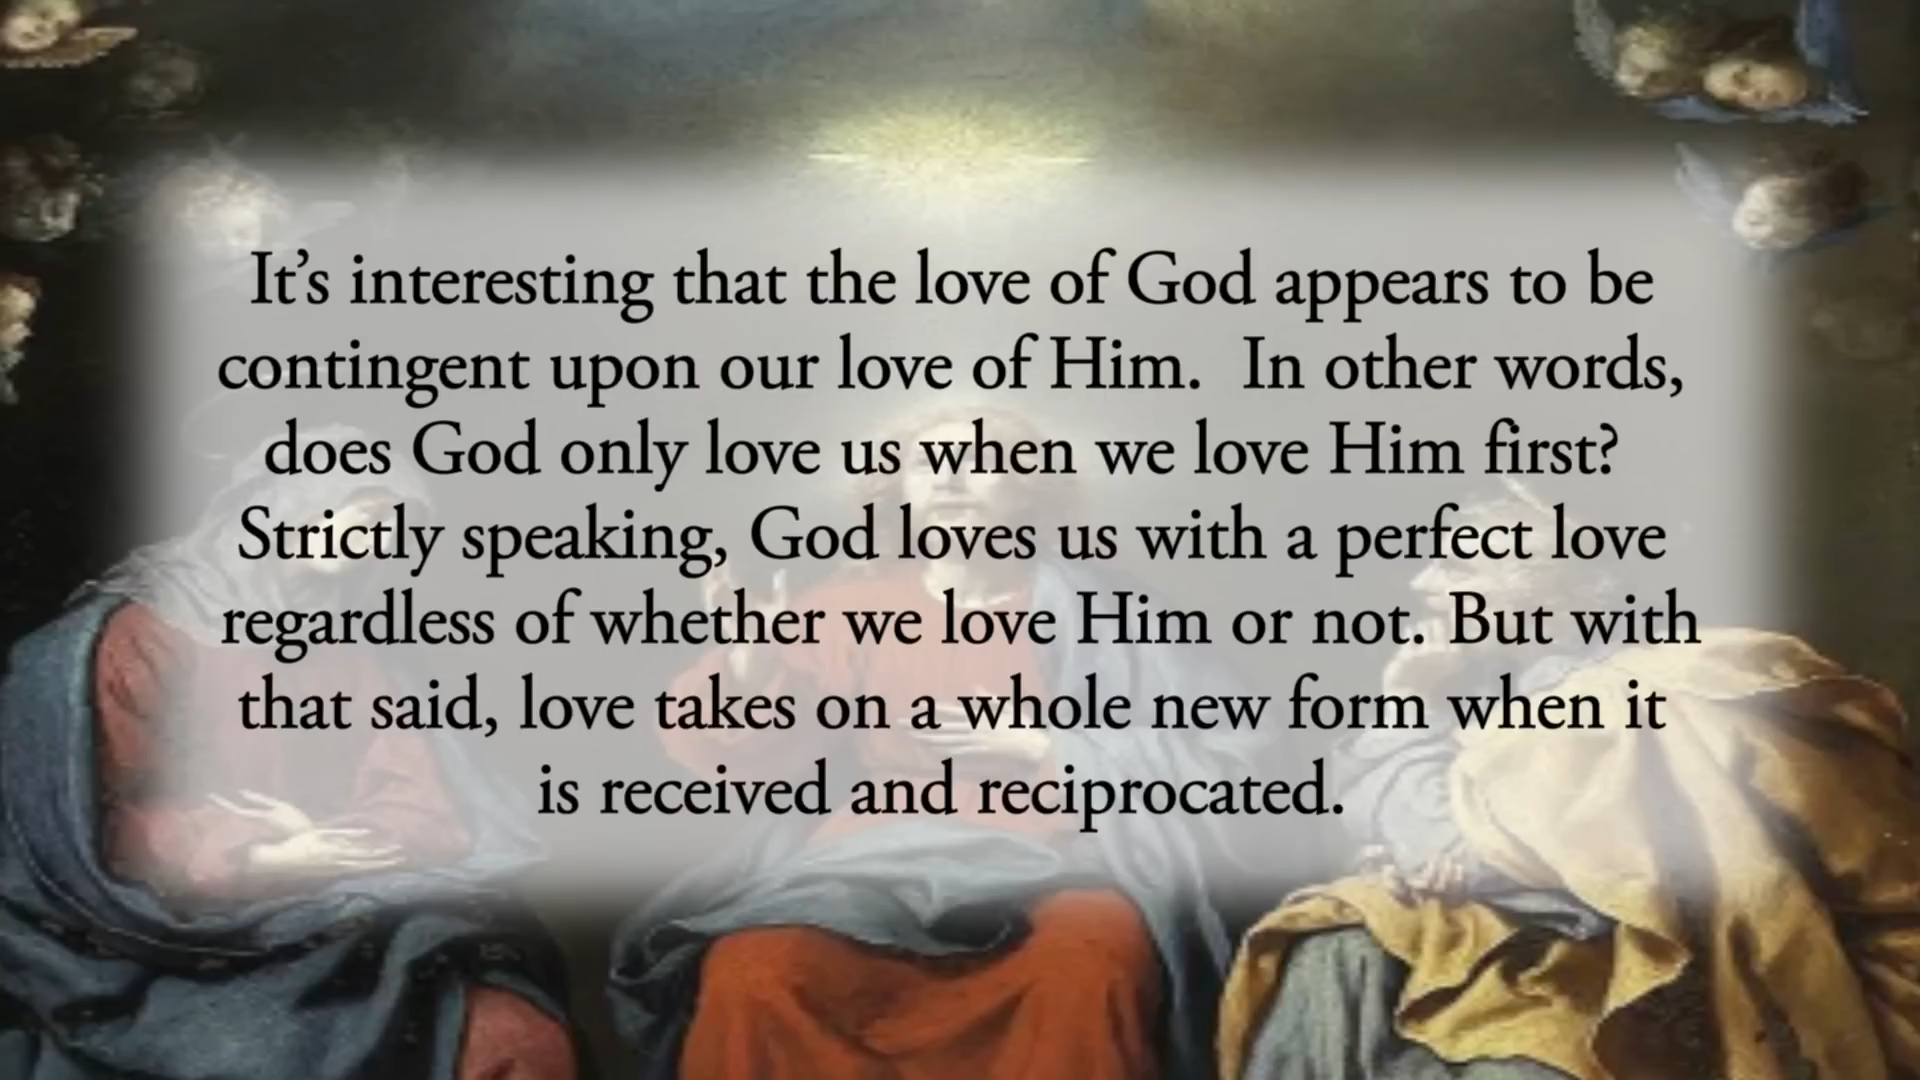 It’s interesting that the love of God appears to be
contingent upon our love of Him.  In other words,
does God only love us when we love Him first?
Strictly speaking, God loves us with a perfect love
regardless of whether we love Him or not. But with
that said, love takes on a whole new form when it
is received and reciprocated.